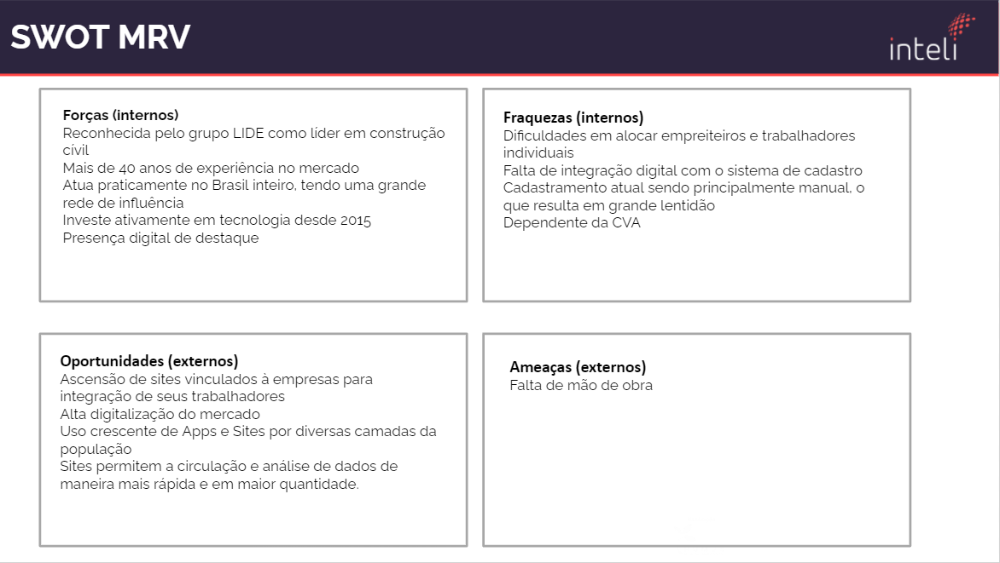 SWOT MRV
inteli
Forças (internos)
Reconhecida pelo grupo LIDE como líder em construção
cívil
Mais de 40 anos de experiência no mercado
Atua praticamente no Brasil inteiro, tendo uma grande
rede de influência
Investe ativamente em tecnologia desde 2015
Presença digital de destaque
Fraquezas (internos)
Dificuldades em alocar empreiteiros e trabalhadores
individuais
Falta de integração digital com o sistema de cadastro
Cadastramento atual sendo principalmente manual, o
que resulta em grande lentidão
Dependente da CVA
Oportunidades (externos)
Ascensão de sites vinculados à empresas para
integração de seus trabalhadores
Alta digitalização do mercado
Uso crescente de Apps e Sites por diversas camadas da
população
Sites permitem a circulação e análise de dados de
maneira mais rápida e em maior quantidade.
Ameaças (externos)
Falta de mão de obra